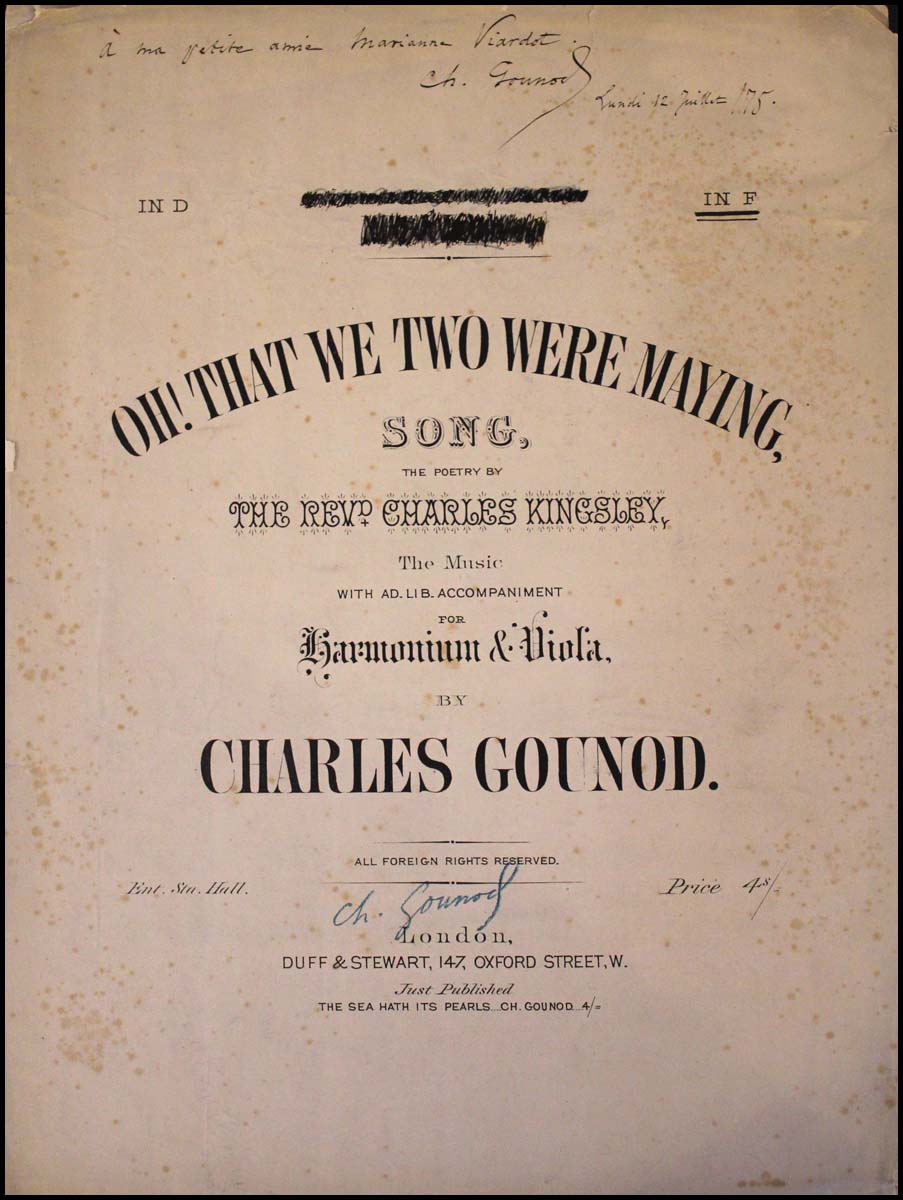 à ma petite amie Marianne Viardot.
Ch. Gounod
Lundi 12 Juillet /75.
IN D
IN F
OH! THAT WE TWO WERE MAYING,
SONG,
THE POETRY BY
THE REVD CHARLES KINGSLEY,
The Music
WITH AD. LIB. ACCOMPANIMENT
FOR
Harmonium & Viola,
BY
CHARLES GOUNOD.
ALL FOREIGN RIGHTS RESERVED.
Ent. Sta. Hall.
Price 4s/-
Ch. Gounod
London,
DUFF & STEWART, 147, OXFORD STREET, W.
Just Published
THE SEA HATH ITS PEARLS....CH. GOUNOD...4/=